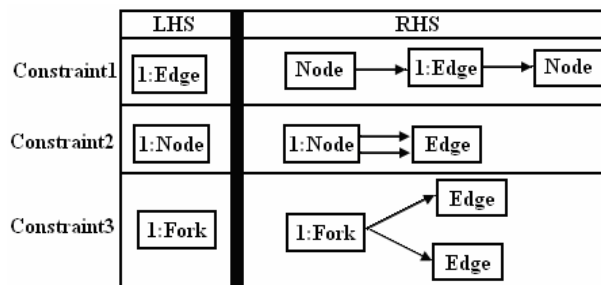 LHS RHS
Constraint1 1:Edge Node 1:Edge Node
Constraint2 1:Node 1:Node Edge
Edge
Constraint3 1:Fork 1:Fork
Edge